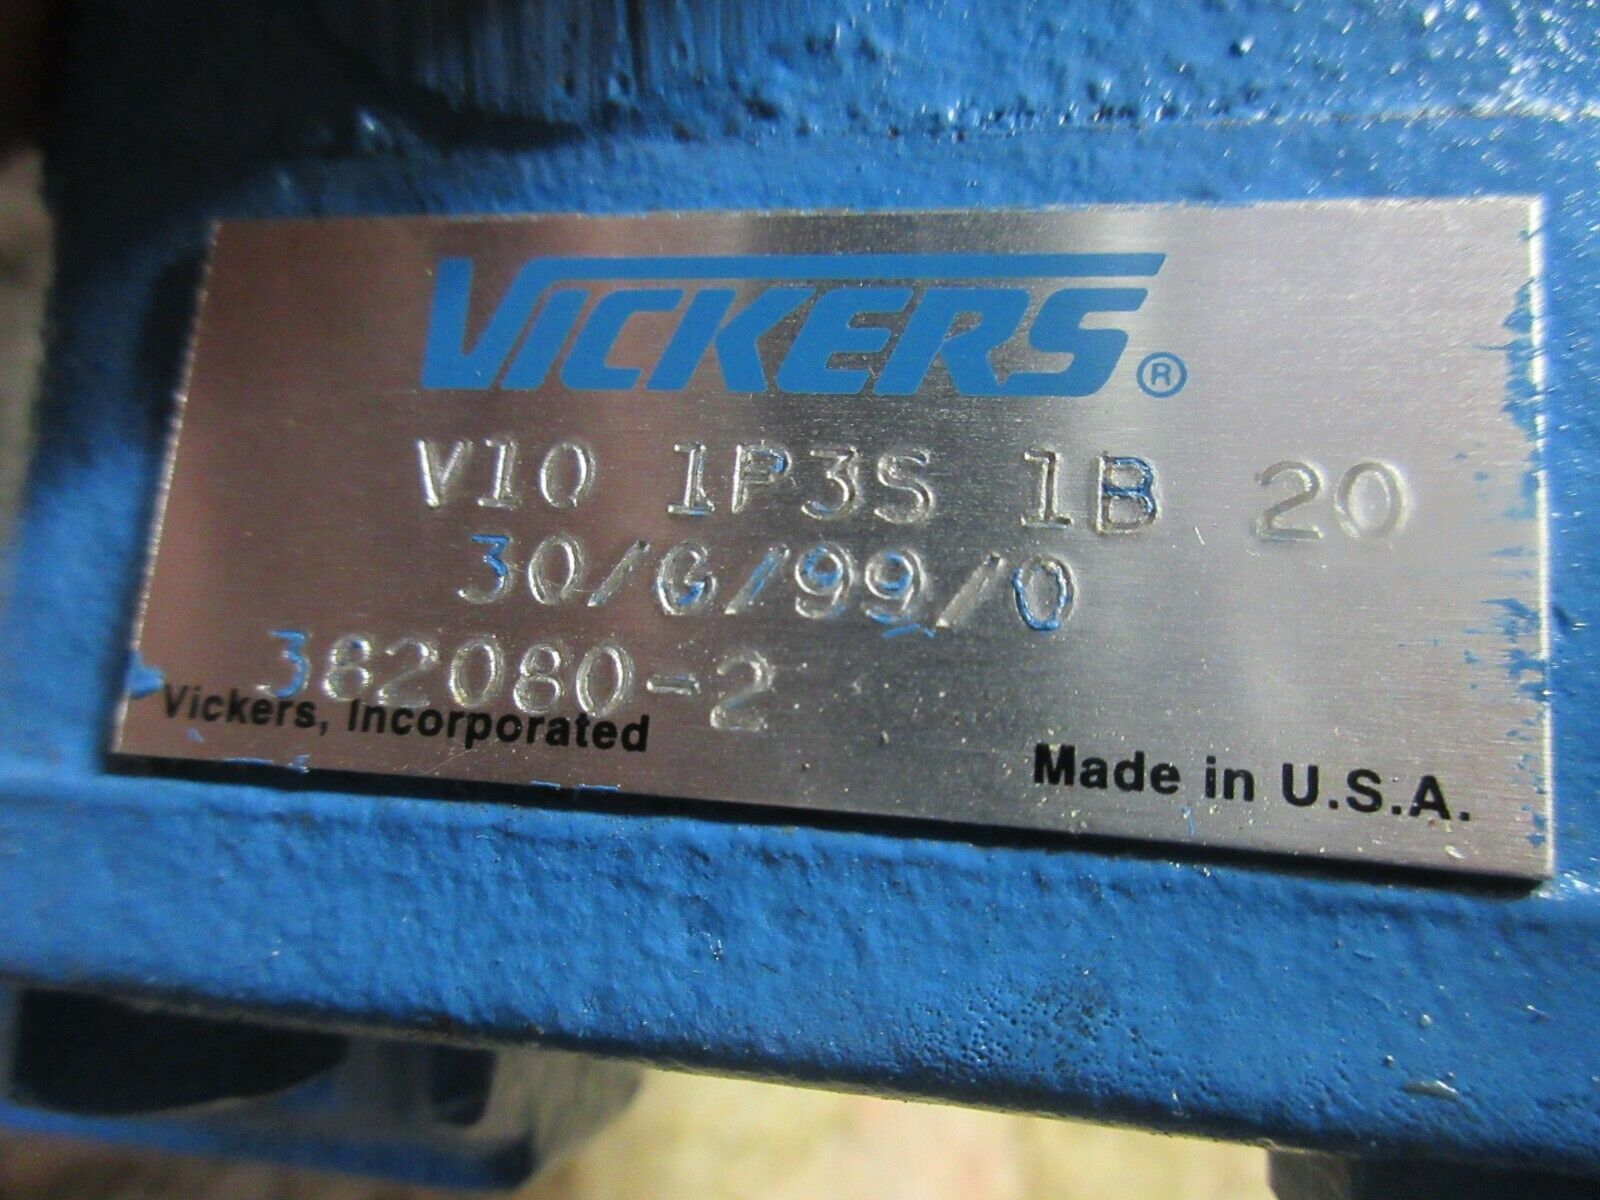 VICKERS®
V10 1P3S 1B 20
30/G/99/0
382080-2
Vickers, Incorporated
Made in U.S.A.